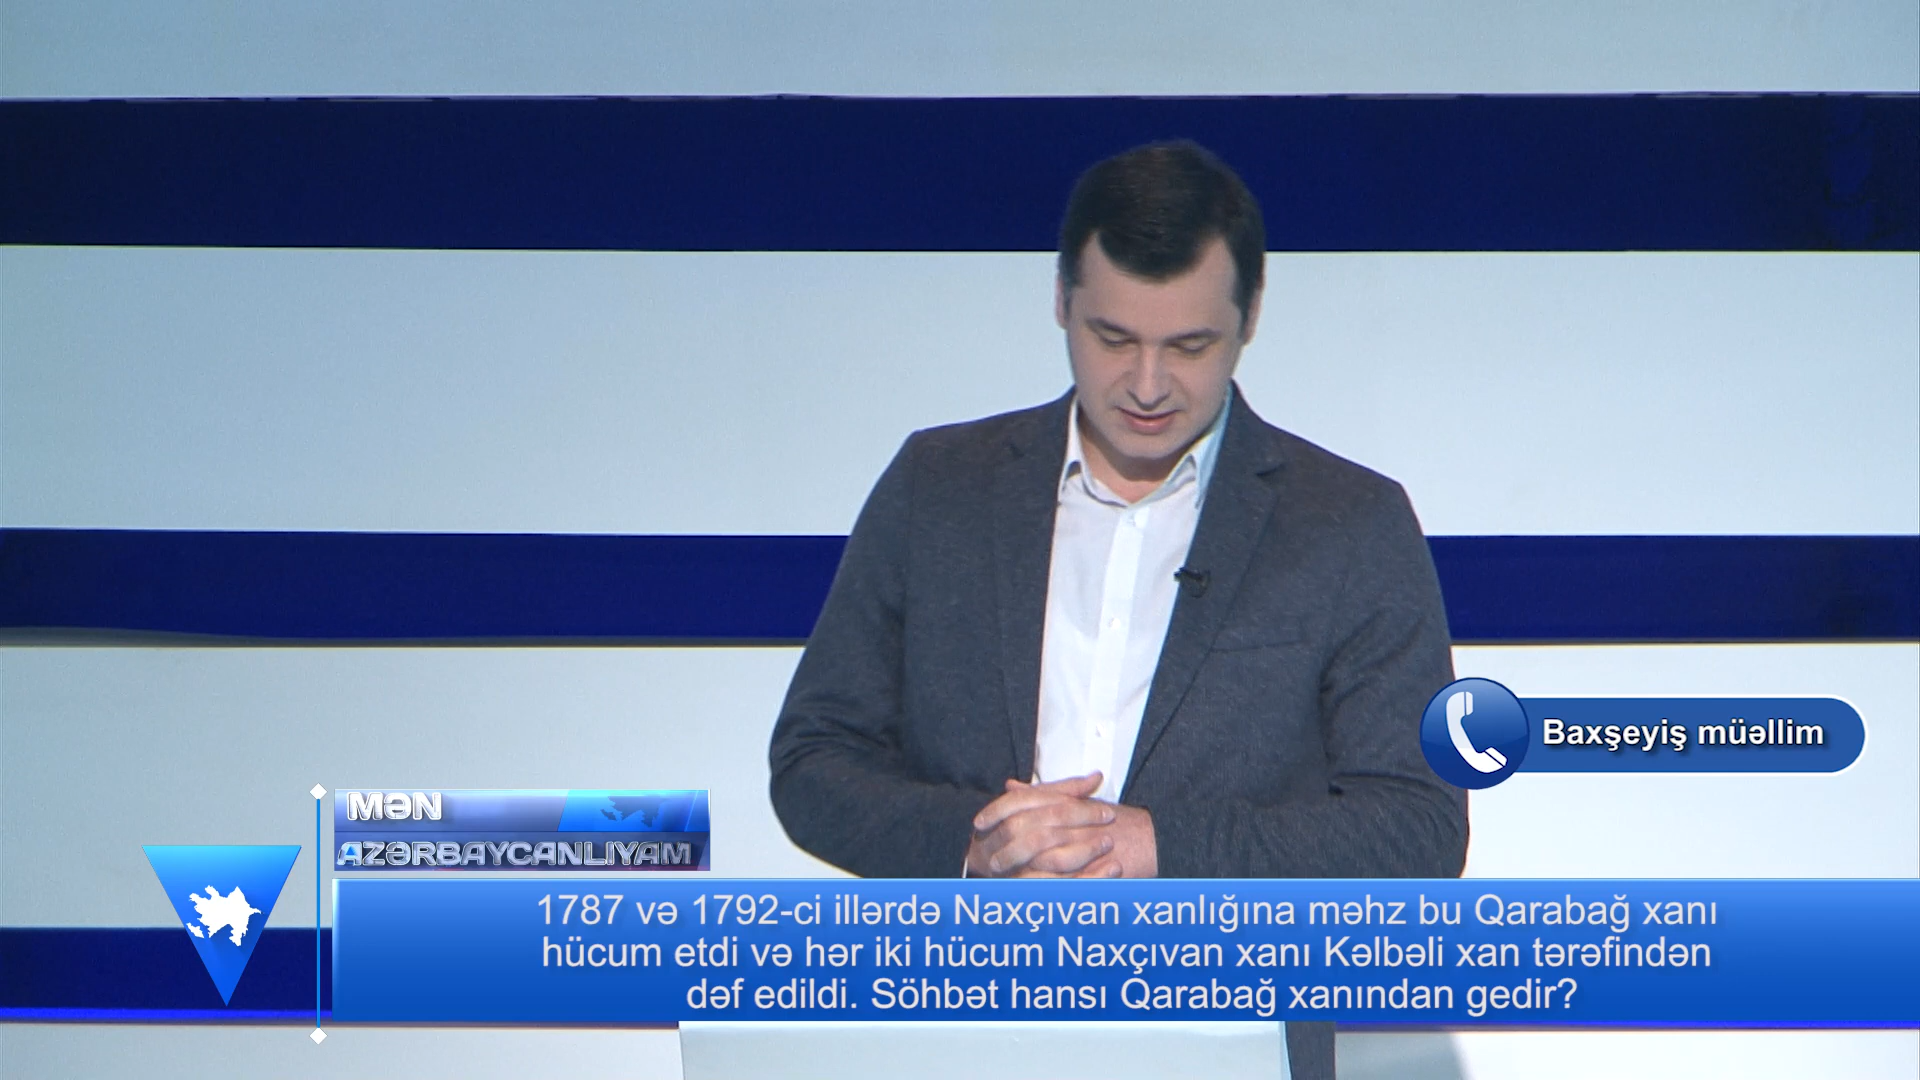 Baxşeyiş müəllim
MƏN
AZƏRBAYCANLIYAM
1787 və 1792-ci illərdə Naxçıvan xanlığına məhz bu Qarabağ xanı
hücum etdi və hər iki hücum Naxçıvan xanı Kəlbəli xan tərəfindən
dəf edildi. Söhbət hansı Qarabağ xanından gedir?